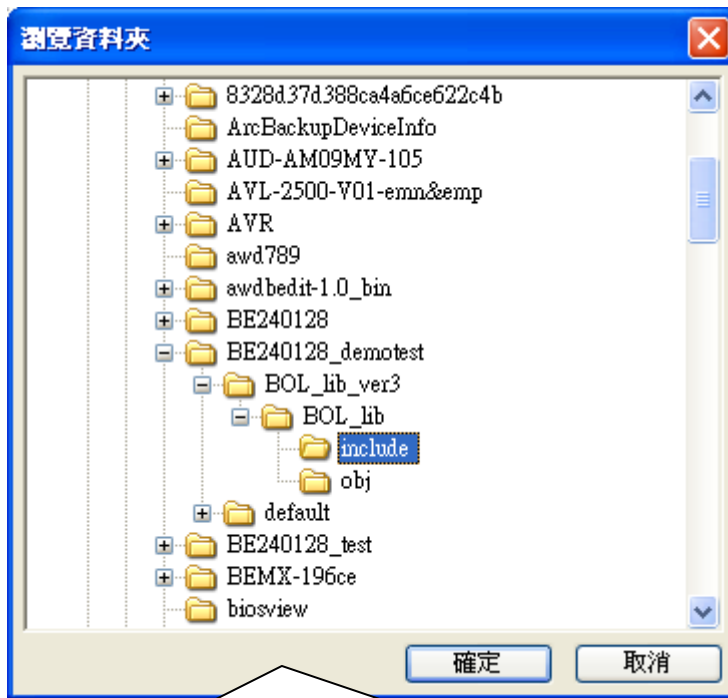 瀏覽資料夾
8328d37d388ca4a6ce622c4b
ArcBackupDeviceInfo
AUD-AM09MY-105
AVL-2500-V01-emn&emp
AVR
awd789
awdbedit-1.0_bin
BE240128
BE240128_demotest
BOL_lib_ver3
BOL_lib
include
obj
default
BE240128_test
BEMX-196ce
biosview
確定 取消